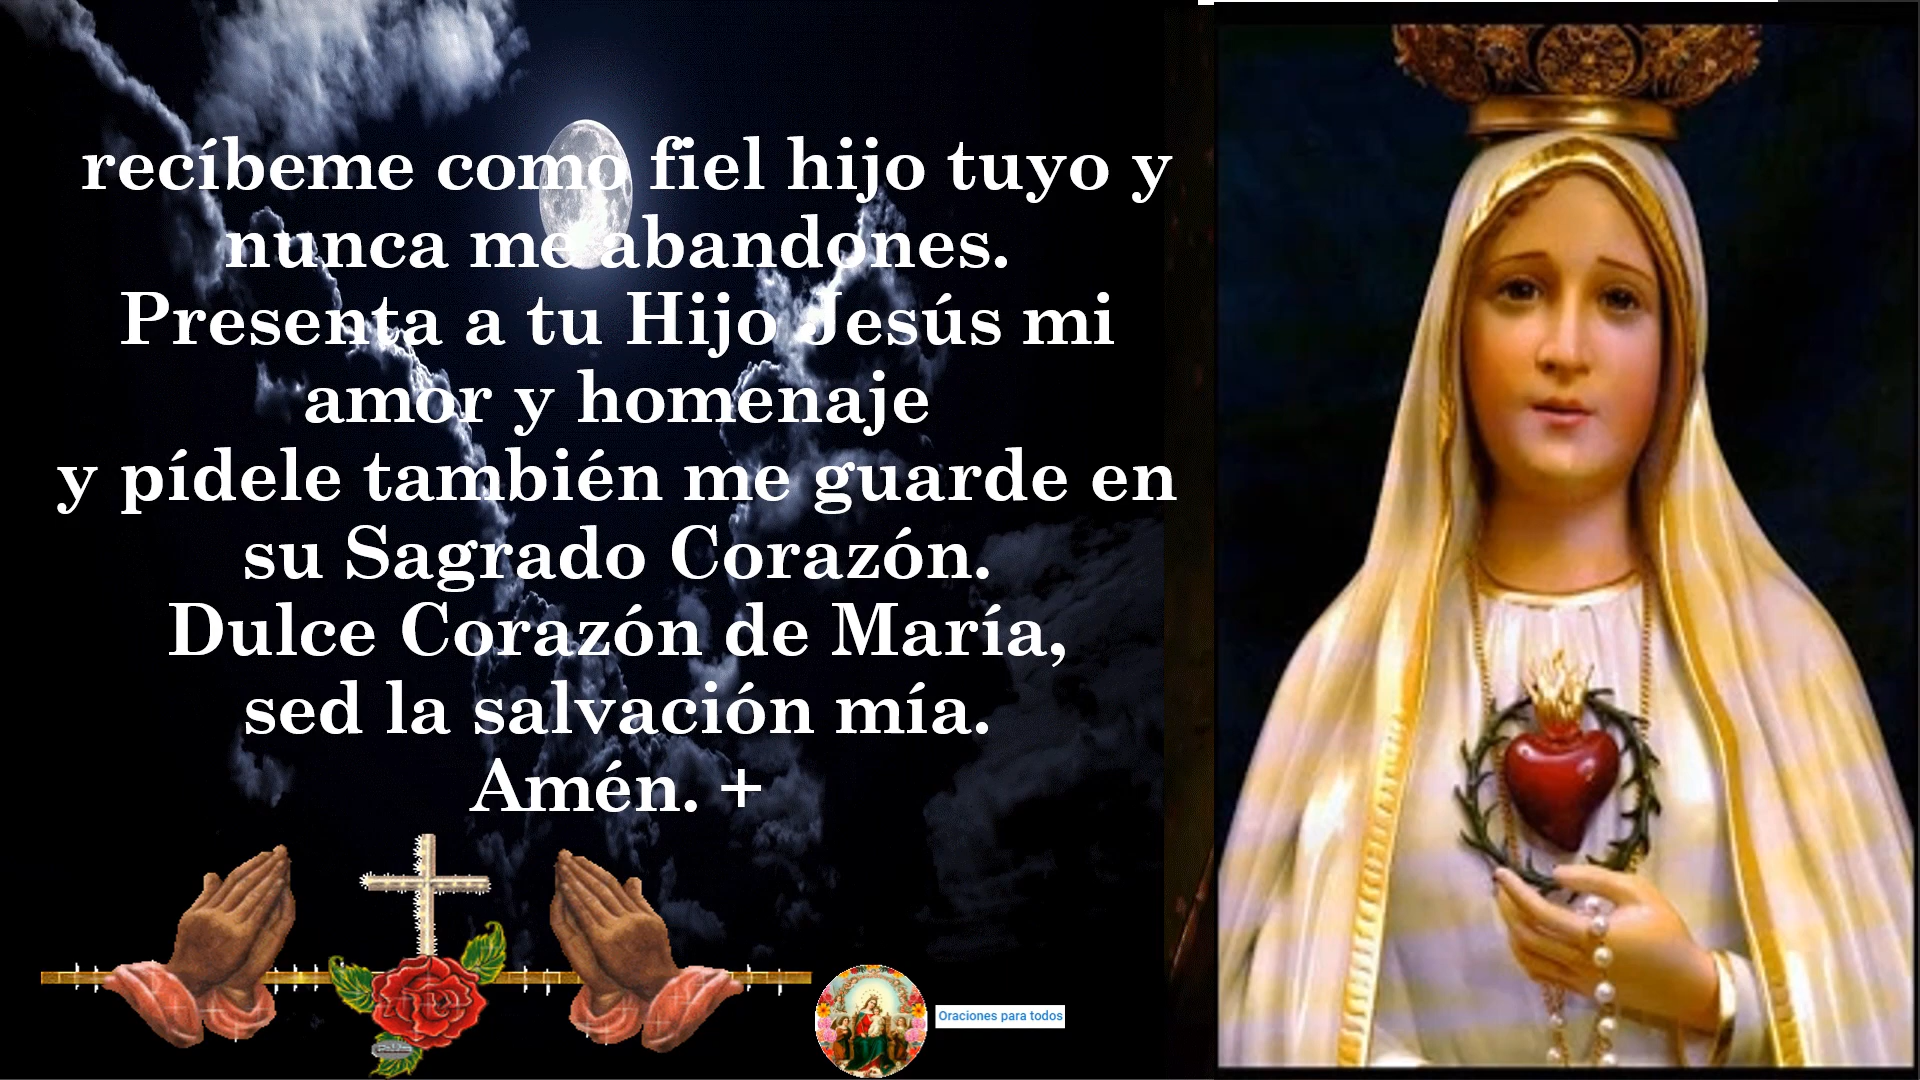 recíbeme como fiel hijo tuyo y
nunca me abandones.
Presenta a tu Hijo Jesús mi
amor y homenaje
y pídele también me guarde en
su Sagrado Corazón.
Dulce Corazón de María,
sed la salvación mía.
Amén. +
Oraciones para todos